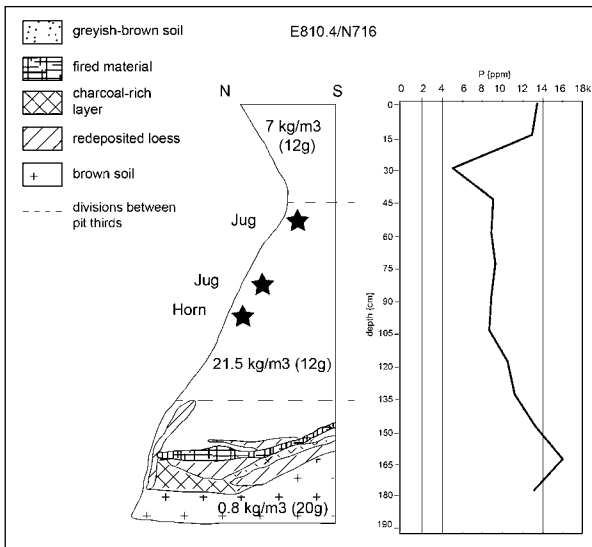 greyish-brown soil
fired material
charcoal-rich
layer
redeposited loess
brown soil
divisions between
pit thirds
E810.4/N716
N S
7 kg/m3
(12g)
Jug
Jug
Horn
21.5 kg/m3 (12g)
0.8 kg/m3 (20g)
P [ppm]
0 2 4 6 8 10 12 14 16 18k
depth [cm]
0
15
30
45
60
75
90
105
120
135
150
165
180
190